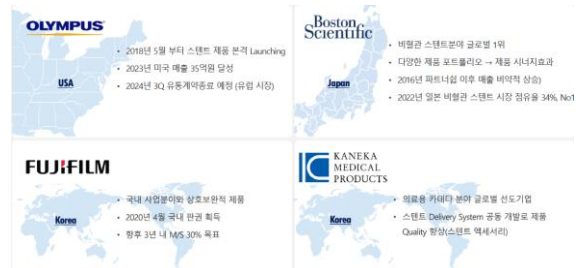 OLYMPUS
USA
• 2018년 5월 부터 스텐트 제품 본격 Launching
• 2023년 미국 매출 35억원 달성
• 2024년 3Q 유통계약종료 예정 (유럽 시장)
Boston
Scientific
Japan
• 비혈관 스텐트분야 글로벌 1위
• 다양한 제품 포트폴리오 → 제품 시너지효과
• 2016년 파트너쉽 이후 매출 비약적 상승)
• 2022년 일본 비혈관 스텐트 시장 점유율 34%, No1
FUJIFILM
Korea
• 국내 사업분야와 상호보완적 제품
• 2020년 4월 국내 판권 획득
• 향후 3년 내 M/S 30% 목표
KANEKA
MEDICAL
PRODUCTS
Korea
• 의료용 카테터 분야 글로벌 선도기업
• 스텐트 Delivery System 공동 개발로 제품
Quality 향상(스텐트 액세서리)